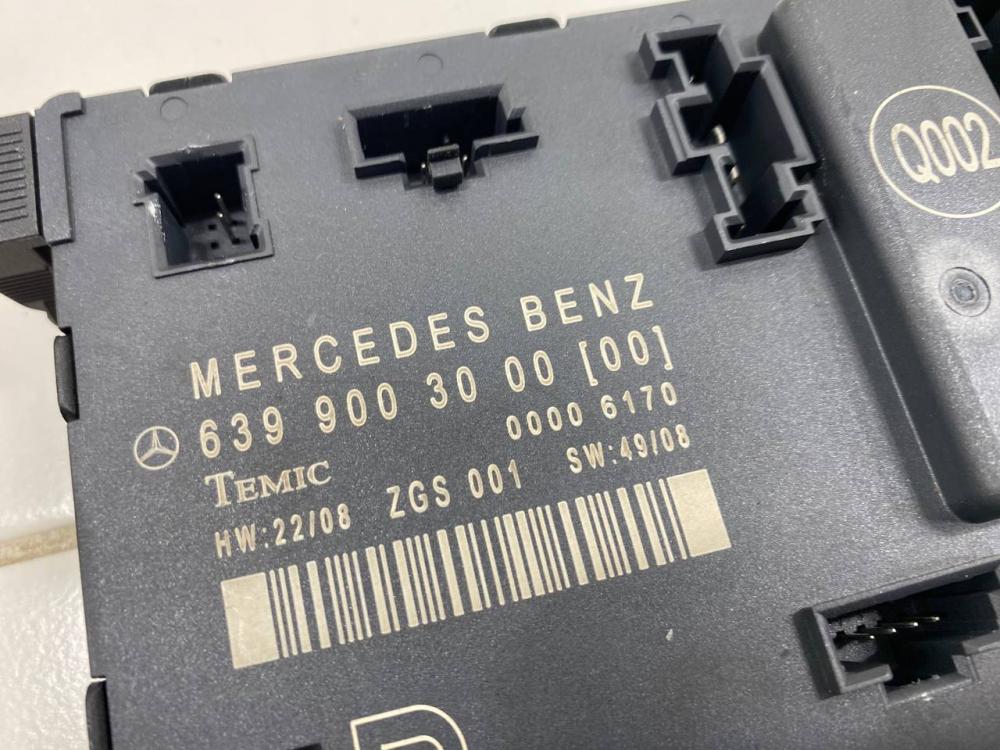 Q002
MERCEDES BENZ
639 900 30 00 [00]
0000 6170
TEMIC
HW:22/08 ZGS 001 SW:49/08